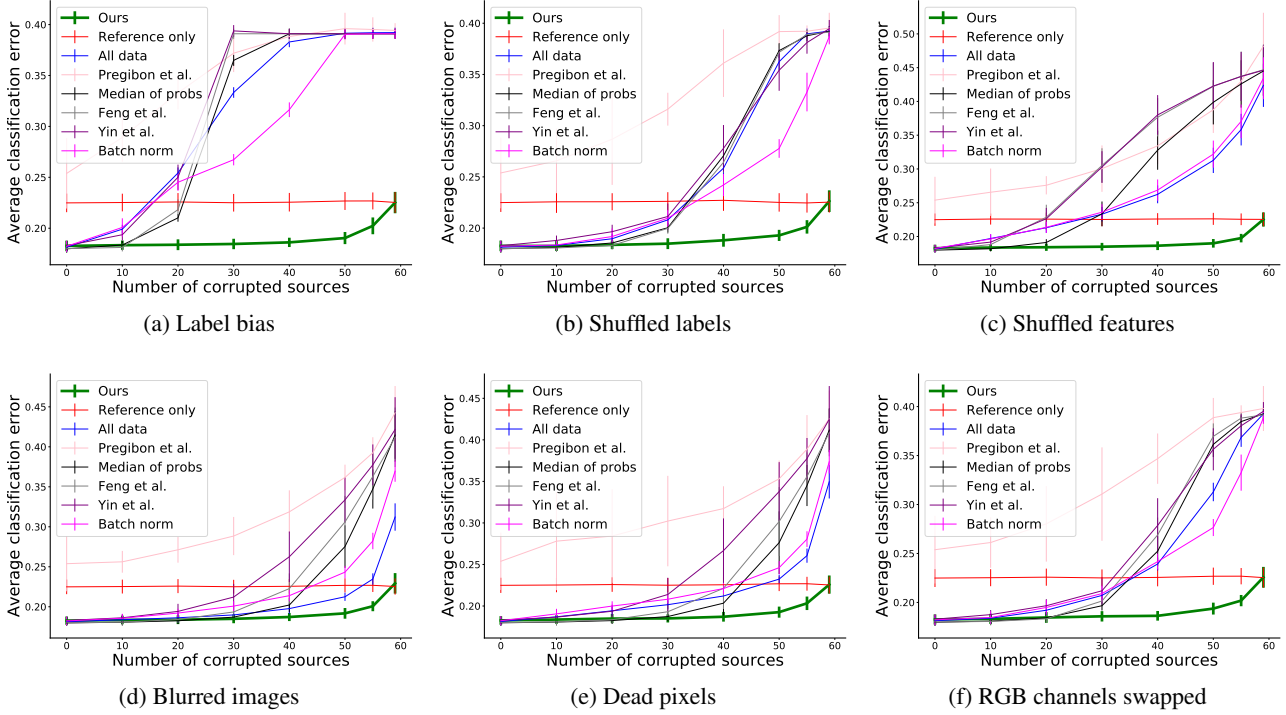 Average classification error
0.40
0.35
0.30
0.25
0.20
Ours
Reference only
All data
Pregibon et al.
Median of probs
Feng et al.
Yin et al.
Batch norm
0 10 20 30 40 50 60
Number of corrupted sources
(a) Label bias
Average classification error
0.40
0.35
0.30
0.25
0.20
Ours
Reference only
All data
Pregibon et al.
Median of probs
Feng et al.
Yin et al.
Batch norm
0 10 20 30 40 50 60
Number of corrupted sources
(b) Shuffled labels
Average classification error
0.50
0.45
0.40
0.35
0.30
0.25
0.20
Ours
Reference only
All data
Pregibon et al.
Median of probs
Feng et al.
Yin et al.
Batch norm
0 10 20 30 40 50 60
Number of corrupted sources
(c) Shuffled features
Average classification error
0.45
0.40
0.35
0.30
0.25
0.20
Ours
Reference only
All data
Pregibon et al.
Median of probs
Feng et al.
Yin et al.
Batch norm
0 10 20 30 40 50 60
Number of corrupted sources
(d) Blurred images
Average classification error
0.45
0.40
0.35
0.30
0.25
0.20
Ours
Reference only
All data
Pregibon et al.
Median of probs
Feng et al.
Yin et al.
Batch norm
0 10 20 30 40 50 60
Number of corrupted sources
(e) Dead pixels
Average classification error
0.40
0.35
0.30
0.25
0.20
Ours
Reference only
All data
Pregibon et al.
Median of probs
Feng et al.
Yin et al.
Batch norm
0 10 20 30 40 50 60
Number of corrupted sources
(f) RGB channels swapped